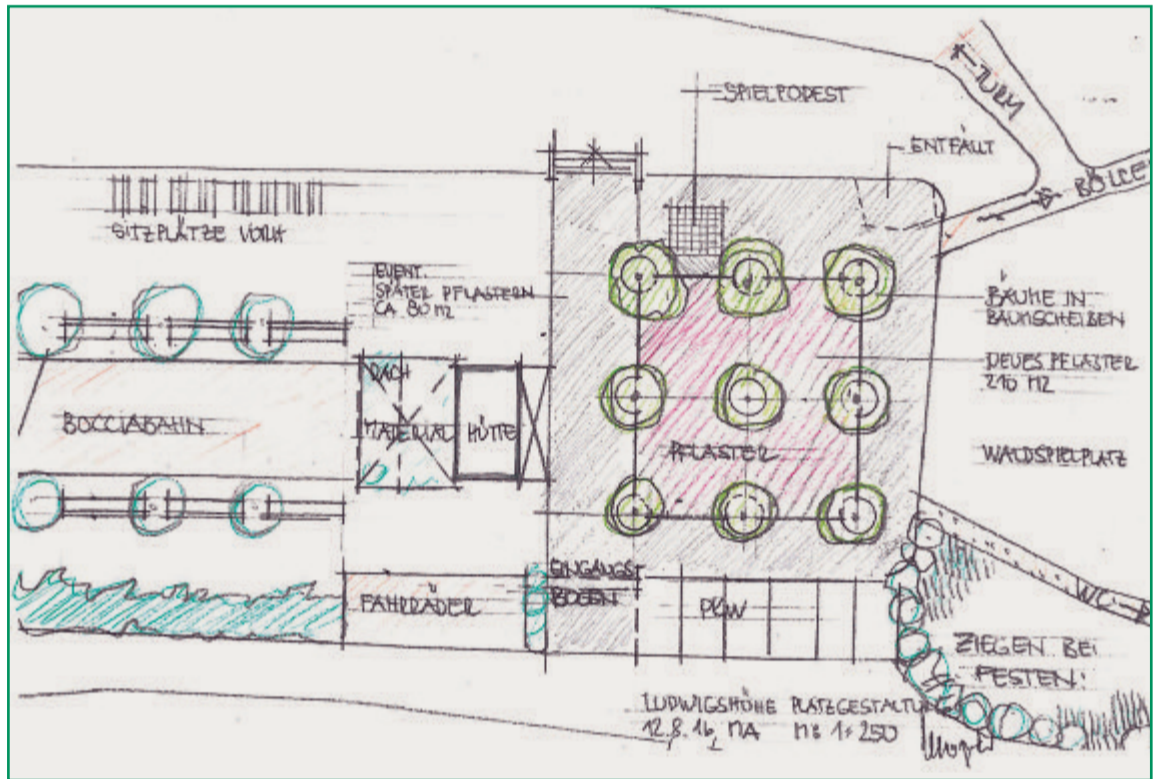 TURM
SPIELPODEST
ENTFÄLLT
BÖLLE
SITZPLÄTZE VORH
EVENT.
SPÄTER PFLASTERN
CA 80 M2
BÄUME IN
BAUMSCHEIBEN
NEUES PFLASTER
210 M2
DACH
BOCCIABAHN
MATERIAL
HÜTTE
PFLASTER
WALDSPIELPLATZ
EINGANGS
BOGEN
FAHRRÄDER
PKW
WC
ZIEGEN BEI
FESTEN!
LUDWIGSHÖHE PLATZGESTALTUNG
12.8.16 MA M: 1:250